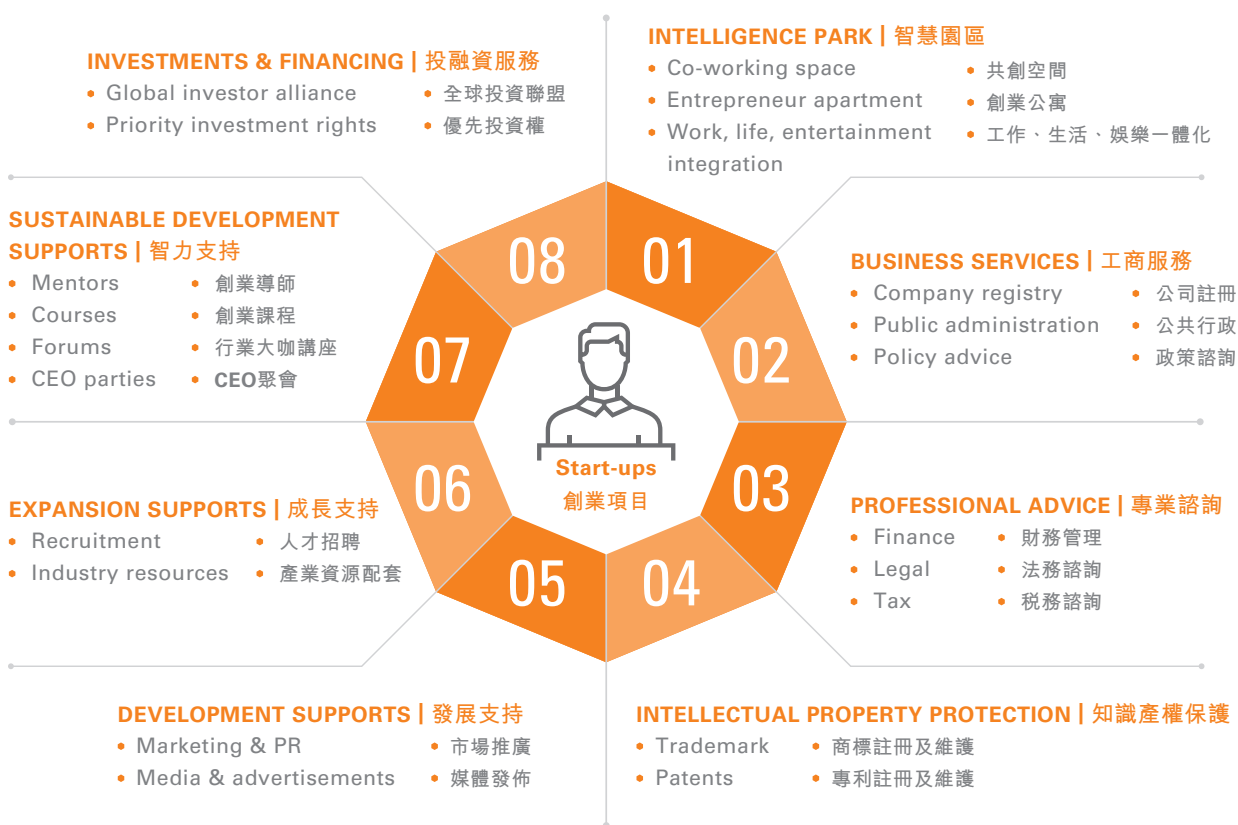 INVESTMENTS & FINANCING | 投融資服務
• Global investor alliance
• Priority investment rights
• 全球投資聯盟
• 優先投資權
INTELLIGENCE PARK | 智慧園區
• Co-working space
• Entrepreneur apartment
• Work, life, entertainment
integration
• 共創空間
• 創業公寓
• 工作、生活、娛樂一體化
SUSTAINABLE DEVELOPMENT
SUPPORTS | 智力支持
• Mentors
• Courses
• Forums
• CEO parties
• 創業導師
• 創業課程
• 行業大咖講座
• CEO聚會
08
01
07
02
06
03
05
04
Start-ups
創業項目
BUSINESS SERVICES | 工商服務
• Company registry
• Public administration
• Policy advice
• 公司註冊
• 公共行政
• 政策諮詢
EXPANSION SUPPORTS | 成長支持
• Recruitment
• Industry resources
• 人才招聘
• 產業資源配套
PROFESSIONAL ADVICE | 專業諮詢
• Finance
• Legal
• Tax
• 財務管理
• 法務諮詢
• 税務諮詢
DEVELOPMENT SUPPORTS | 發展支持
• Marketing & PR
• Media & advertisements
• 市場推廣
• 媒體發佈
INTELLECTUAL PROPERTY PROTECTION | 知識產權保護
• Trademark
• Patents
• 商標註冊及維護
• 專利註冊及維護